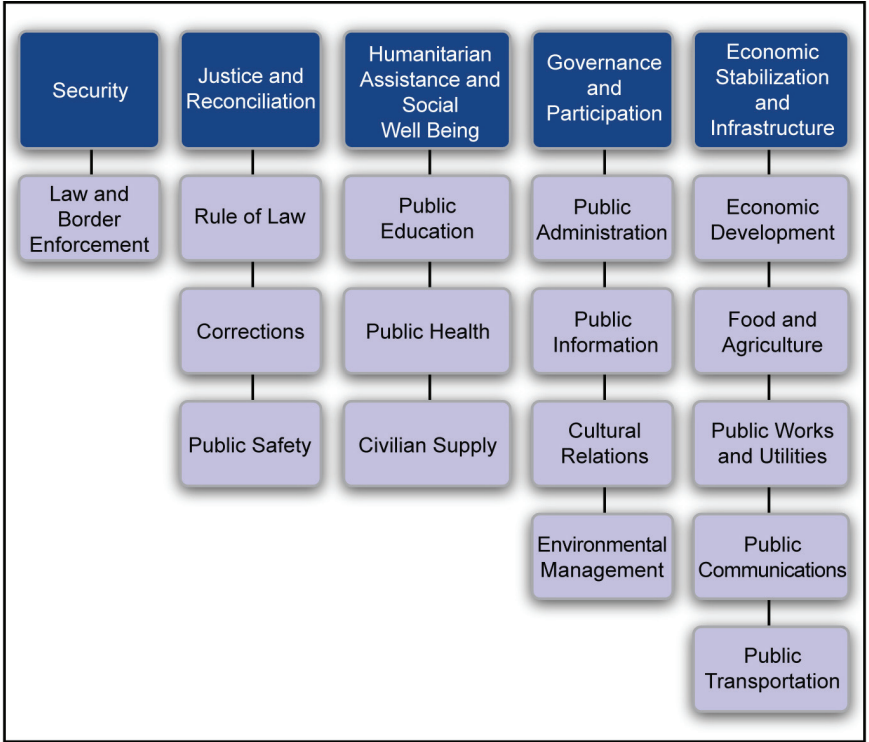 Security
Justice and
Reconciliation
Humanitarian
Assistance and
Social
Well Being
Governance
and
Participation
Economic
Stabilization
and
Infrastructure
Law and
Border
Enforcement
Rule of Law
Public
Education
Public
Administration
Economic
Development
Corrections
Public Health
Public
Information
Food and
Agriculture
Public Safety
Civilian Supply
Cultural
Relations
Public Works
and Utilities
Environmental
Management
Public
Communications
Public
Transportation